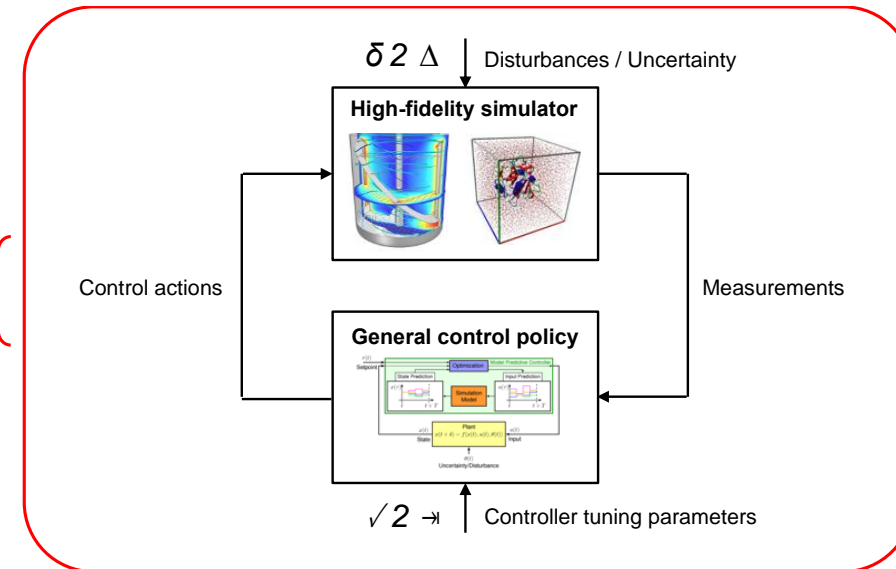 δ 2 Δ
Disturbances / Uncertainty
High-fidelity simulator
Control actions
Measurements
General control policy
r(t)
Setpoint
Optimization
Model Predictive Controller
State Prediction
Input Prediction
Simulation
Model
t
t + T
t
t + T
x(t)
State
Plant
x(t + δ) = f(x(t), u(t), θ(t))
u(t)
Input
θ(t)
Uncertainty/Disturbance
√ 2 ⇥
Controller tuning parameters